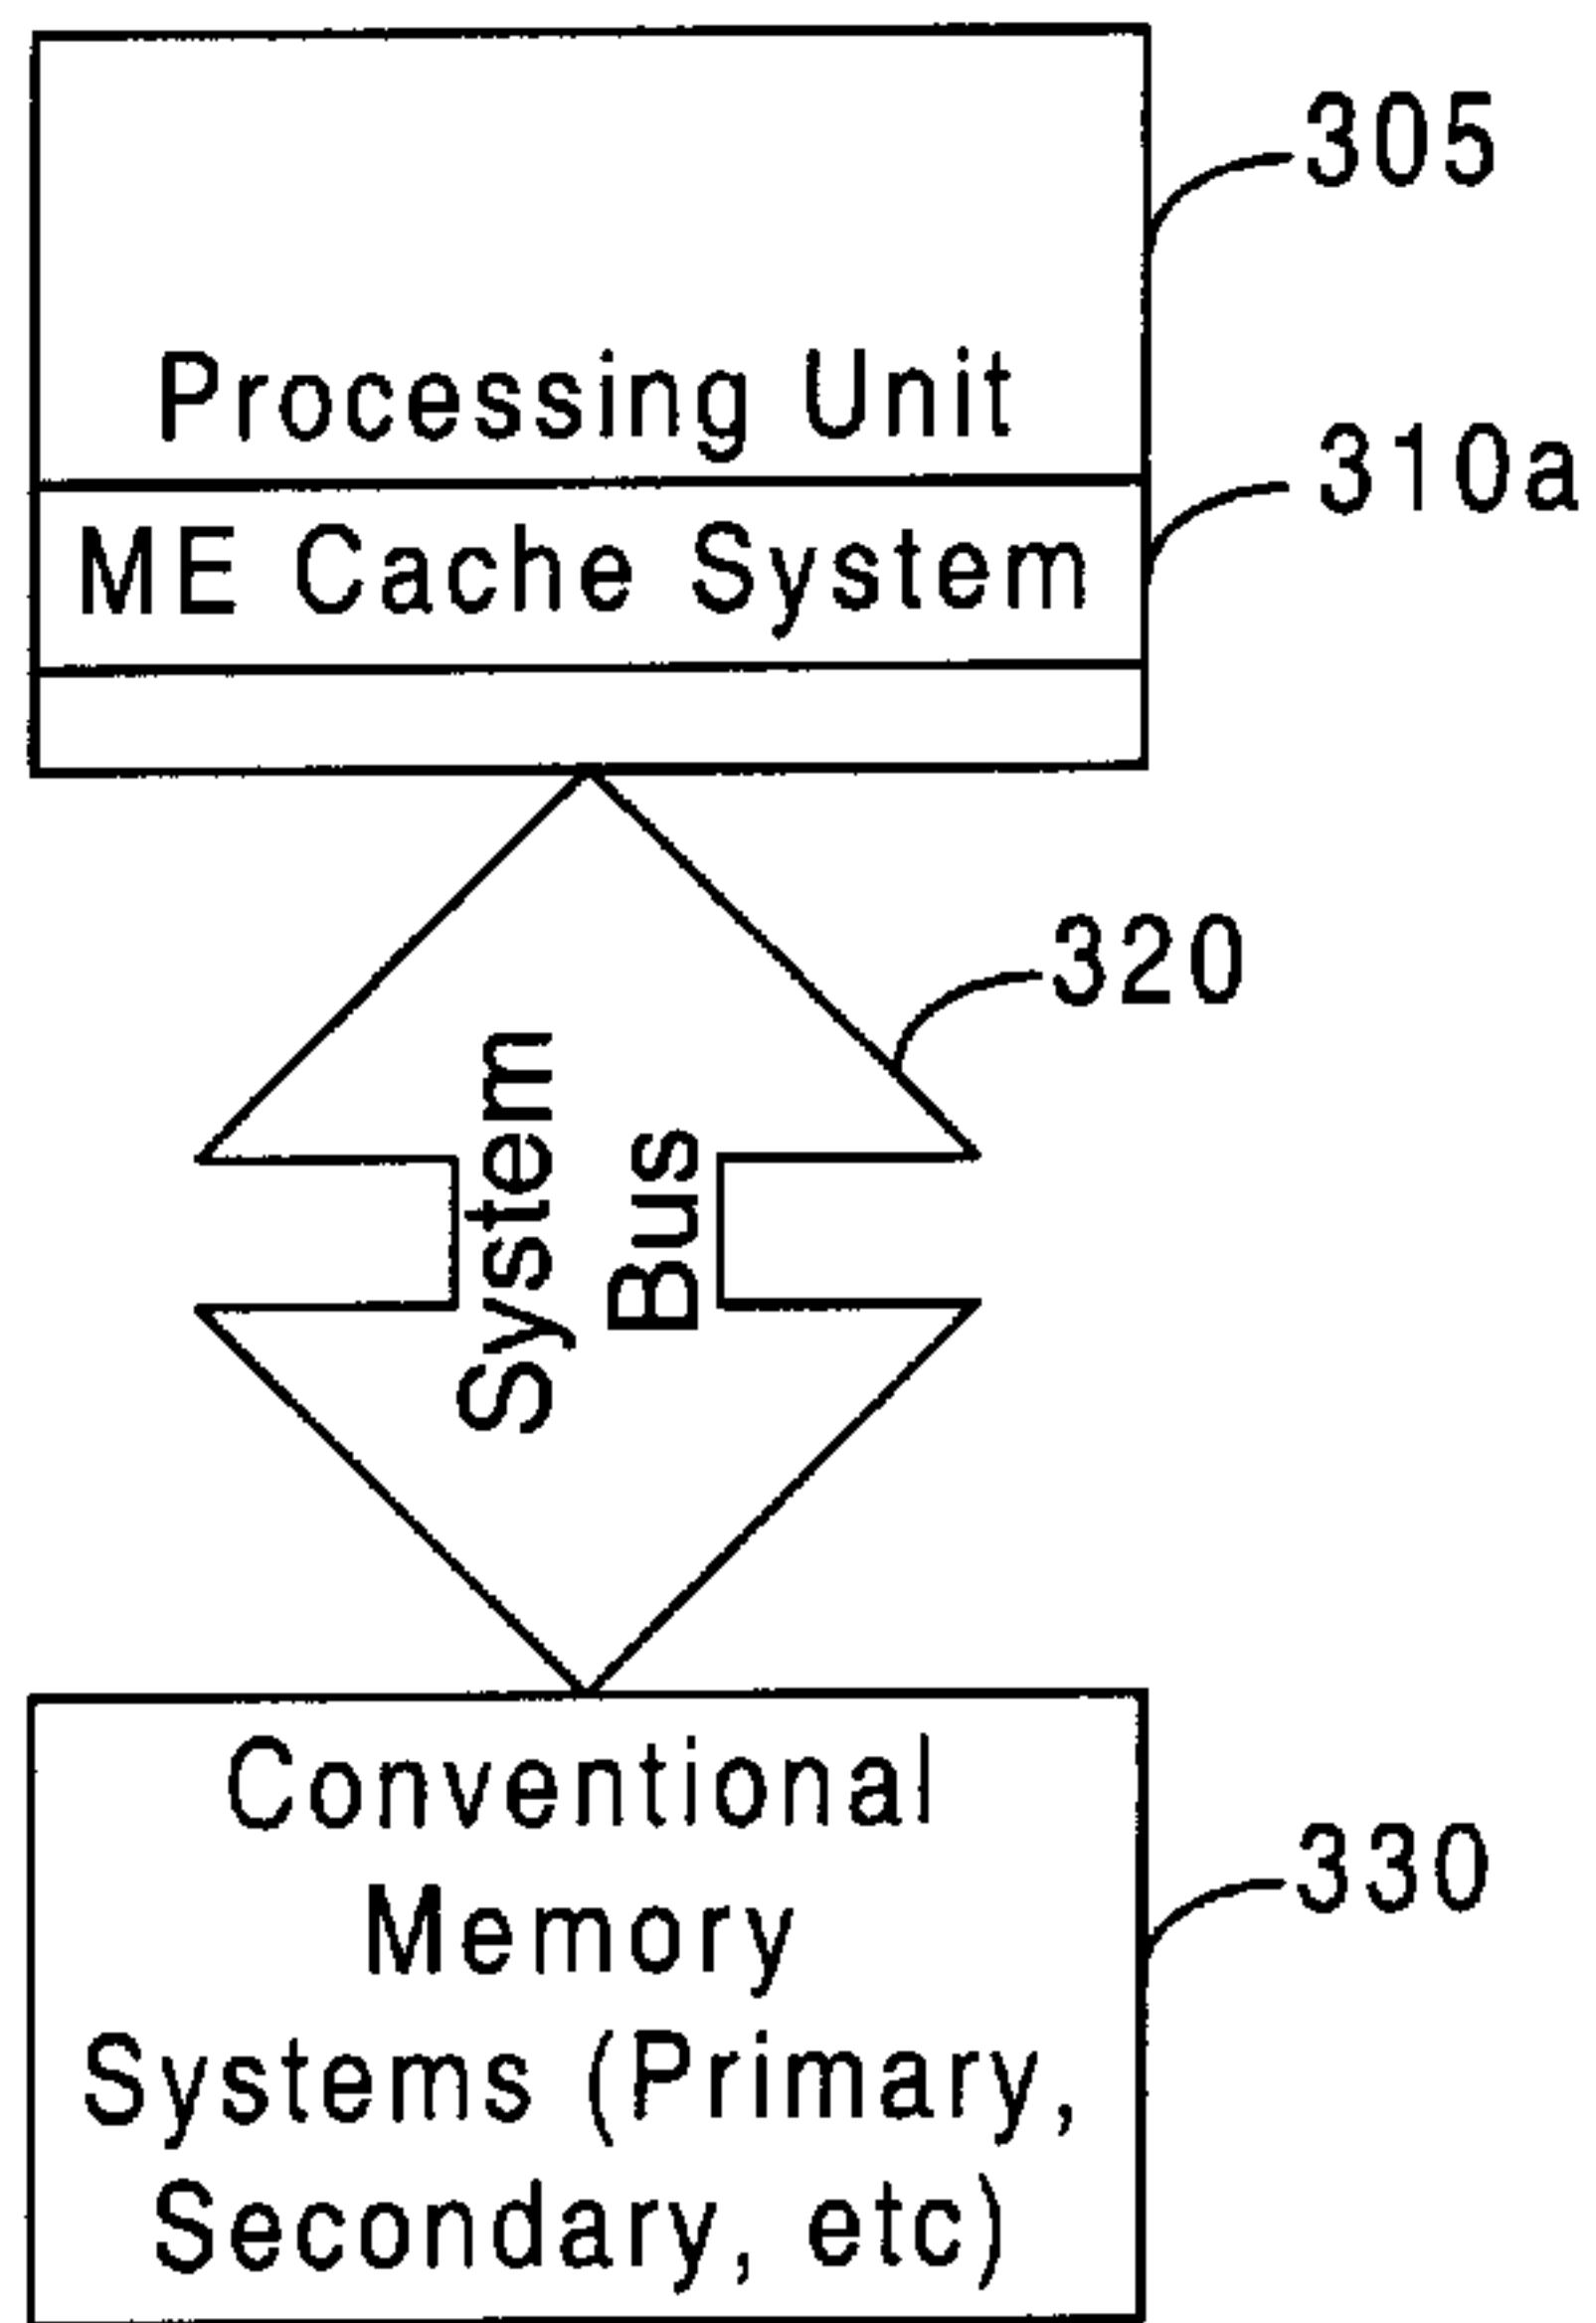 305
Processing Unit
310a
ME Cache System
320
System
Bus
Conventional
Memory
330
Systems (Primary,
Secondary, etc)